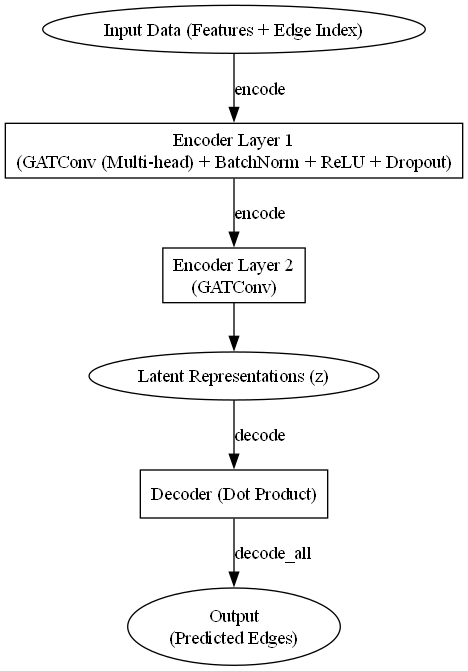 Input Data (Features + Edge Index)
encode
Encoder Layer 1
(GATConv (Multi-head) + BatchNorm + ReLU + Dropout)
encode
Encoder Layer 2
(GATConv)
Latent Representations (z)
decode
Decoder (Dot Product)
decode_all
Output
(Predicted Edges)